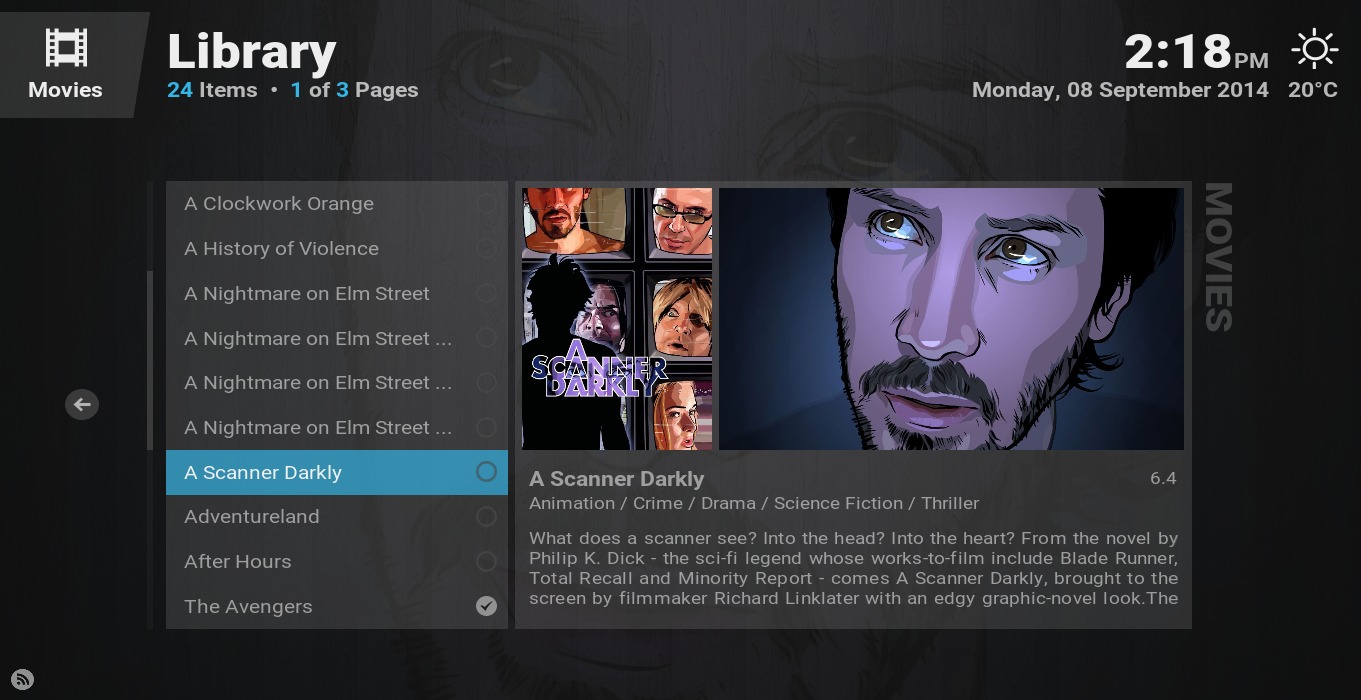 Movies
Library
24 Items • 1 of 3 Pages
2:18PM
Monday, 08 September 2014
20°C
A Clockwork Orange
A History of Violence
A Nightmare on Elm Street
A Nightmare on Elm Street ...
A Nightmare on Elm Street ...
A Nightmare on Elm Street ...
A Scanner Darkly
Adventureland
After Hours
The Avengers
A
SCANNER
DARKLY
A Scanner Darkly
6.4
Animation / Crime / Drama / Science Fiction / Thriller
What does a scanner see? Into the head? Into the heart? From the novel by
Philip K. Dick - the sci-fi legend whose works-to-film include Blade Runner,
Total Recall and Minority Report - comes A Scanner Darkly, brought to the
screen by filmmaker Richard Linklater with an edgy graphic-novel look.The
MOVIES